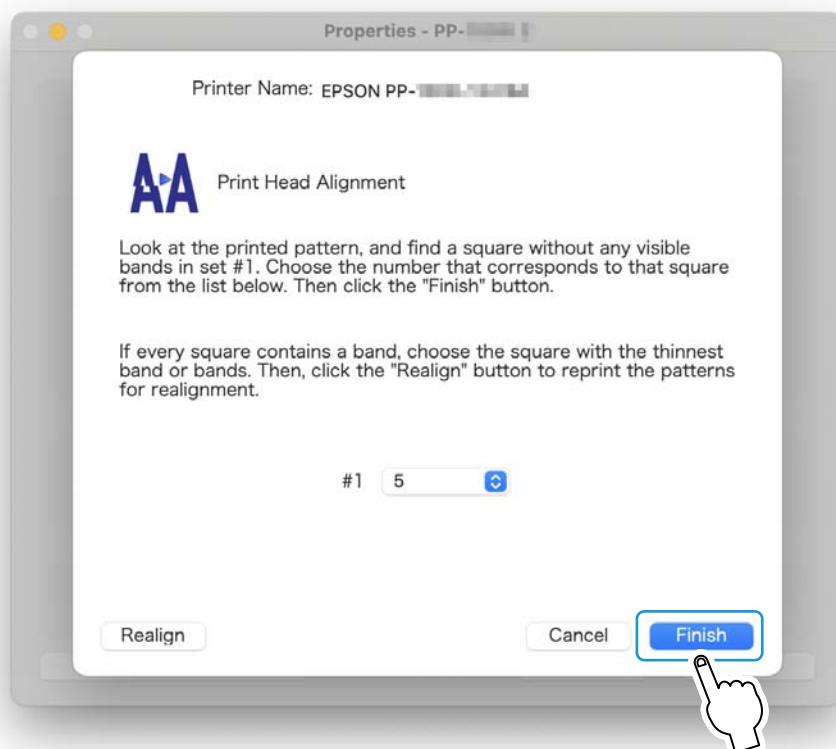 Properties - PP-
Printer Name: EPSON PP-
AA Print Head Alignment
Look at the printed pattern, and find a square without any visible
bands in set #1. Choose the number that corresponds to that square
from the list below. Then click the "Finish" button.
If every square contains a band, choose the square with the thinnest
band or bands. Then, click the "Realign" button to reprint the patterns
for realignment.
#1 5
Realign Cancel Finish